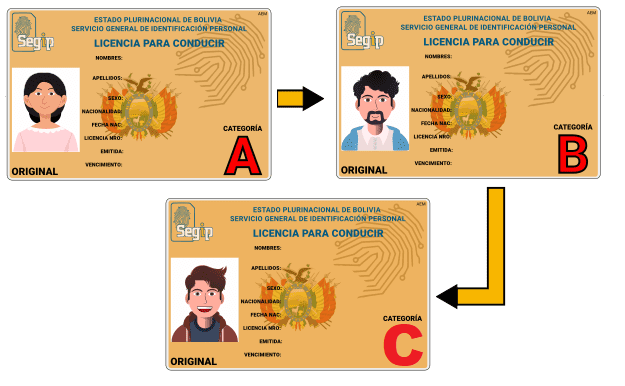 AEM
Segip
ESTADO PLURINACIONAL DE BOLIVIA
SERVICIO GENERAL DE IDENTIFICACIÓN PERSONAL
LICENCIA PARA CONDUCIR
NOMBRES:
APELLIDOS:
SEXO:
NACIONALIDAD:
FECHA NAC:
LICENCIA NRO:
EMITIDA:
VENCIMIENTO:
CATEGORÍA
A
ORIGINAL
AEM
Segip
ESTADO PLURINACIONAL DE BOLIVIA
SERVICIO GENERAL DE IDENTIFICACIÓN PERSONAL
LICENCIA PARA CONDUCIR
NOMBRES:
APELLIDOS:
SEXO:
NACIONALIDAD:
FECHA NAC:
LICENCIA NRO:
EMITIDA:
VENCIMIENTO:
CATEGORÍA
B
ORIGINAL
AEM
Segip
ESTADO PLURINACIONAL DE BOLIVIA
SERVICIO GENERAL DE IDENTIFICACIÓN PERSONAL
LICENCIA PARA CONDUCIR
NOMBRES:
APELLIDOS:
SEXO:
NACIONALIDAD:
FECHA NAC:
LICENCIA NRO:
EMITIDA:
VENCIMIENTO:
CATEGORÍA
C
ORIGINAL